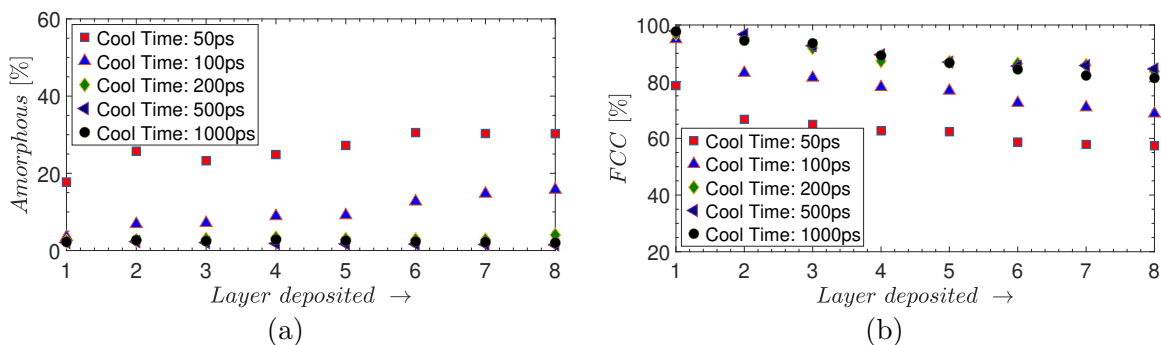 60
40
20
0
Amorphous [%]
Cool Time: 50ps
Cool Time: 100ps
Cool Time: 200ps
Cool Time: 500ps
Cool Time: 1000ps
1 2 3 4 5 6 7 8
Layer deposited →
(a)
100
80
60
40
20
FCC [%]
Cool Time: 50ps
Cool Time: 100ps
Cool Time: 200ps
Cool Time: 500ps
Cool Time: 1000ps
1 2 3 4 5 6 7 8
Layer deposited →
(b)